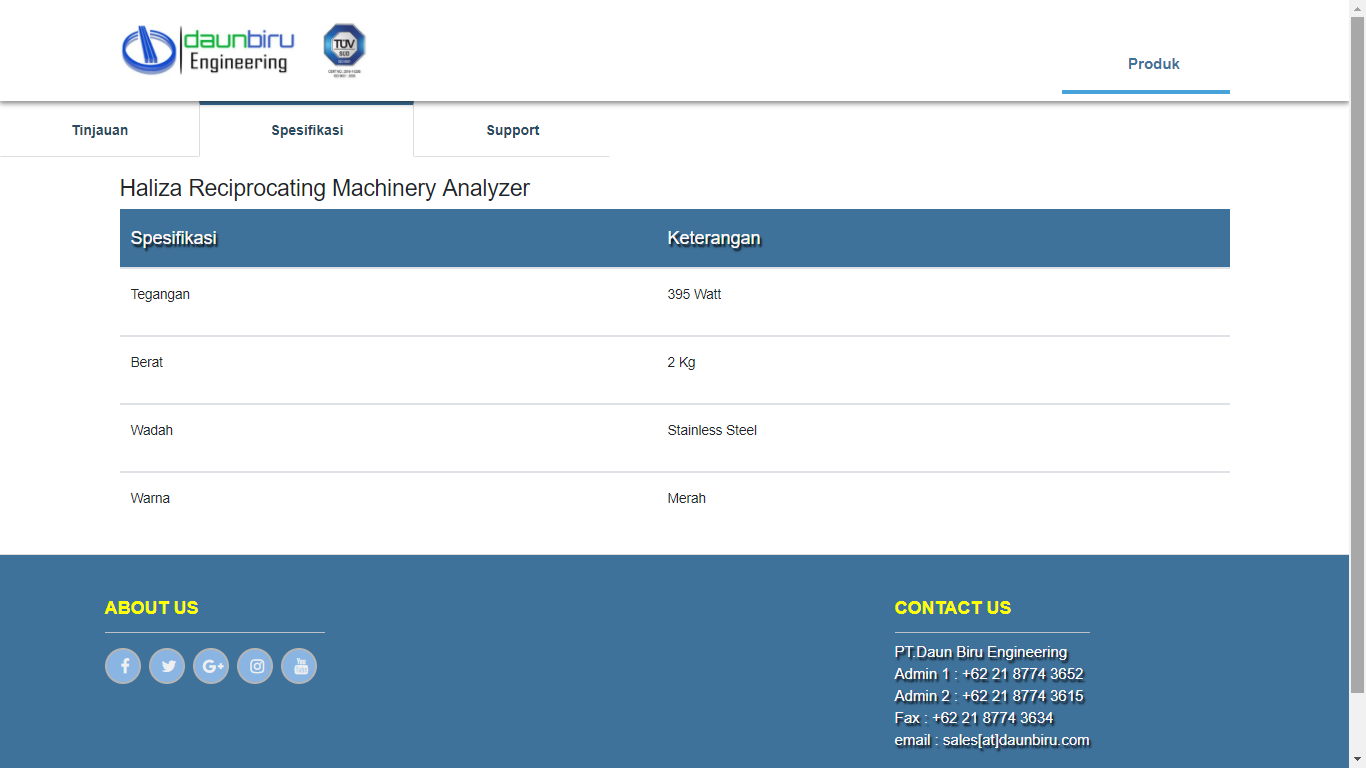 daunbiru
Engineering
TÜV
SÜD
Produk
Tinjauan
Spesifikasi
Support
Haliza Reciprocating Machinery Analyzer
Spesifikasi Keterangan
Tegangan 395 Watt
Berat 2 Kg
Wadah Stainless Steel
Warna Merah
ABOUT US
CONTACT US
PT.Daun Biru Engineering
Admin 1 : +62 21 8774 3652
Admin 2 : +62 21 8774 3615
Fax : +62 21 8774 3634
email : sales[at]daunbiru.com